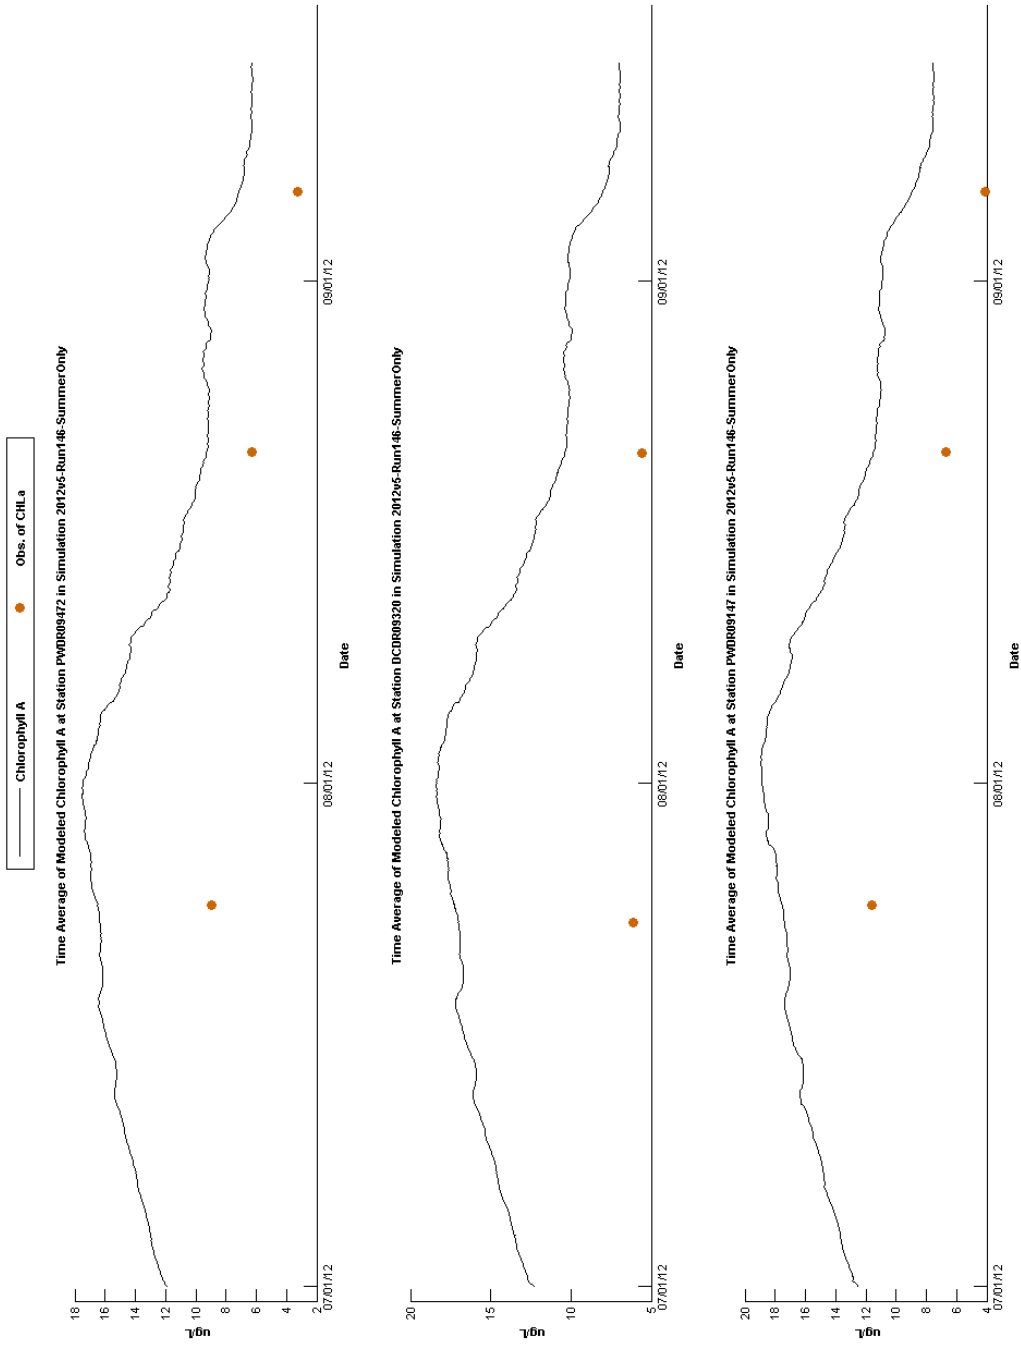 Chlorophyll A
Obs. of CHLa
Time Average of Modeled Chlorophyll A at Station PWDR09472 in Simulation 2012v5-Run146-SummerOnly
ug/L
18
16
14
12
10
8
6
4
2
07/01/12
08/01/12
09/01/12
Date
Time Average of Modeled Chlorophyll A at Station DCDR09320 in Simulation 2012v5-Run146-SummerOnly
ug/L
20
15
10
5
07/01/12
08/01/12
09/01/12
Date
Time Average of Modeled Chlorophyll A at Station PWDR09147 in Simulation 2012v5-Run146-SummerOnly
ug/L
20
18
16
14
12
10
8
6
4
07/01/12
08/01/12
09/01/12
Date